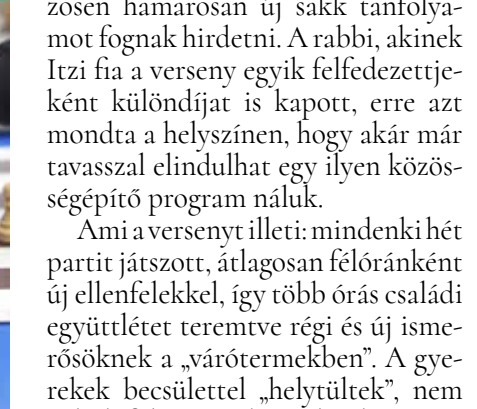 zösen hamarosan új sakk tanfolya-
mot fognak hirdetni. A rabbi, akinek
Itzi fia a verseny egyik felfedezettje-
ként különdíjat is kapott, erre azt
mondta a helyszínen, hogy akár már
tavasszal elindulhat egy ilyen közös-
ségépítő program náluk.
Ami a versenyt illeti: mindenki hét
partit játszott, átlagosan félóránként
új ellenfelekkel, így több órás családi
együttlétet teremtve régi és új isme-
rősöknek a „várótermekben”. A gye-
rekek becsülettel „helytültek”, nem